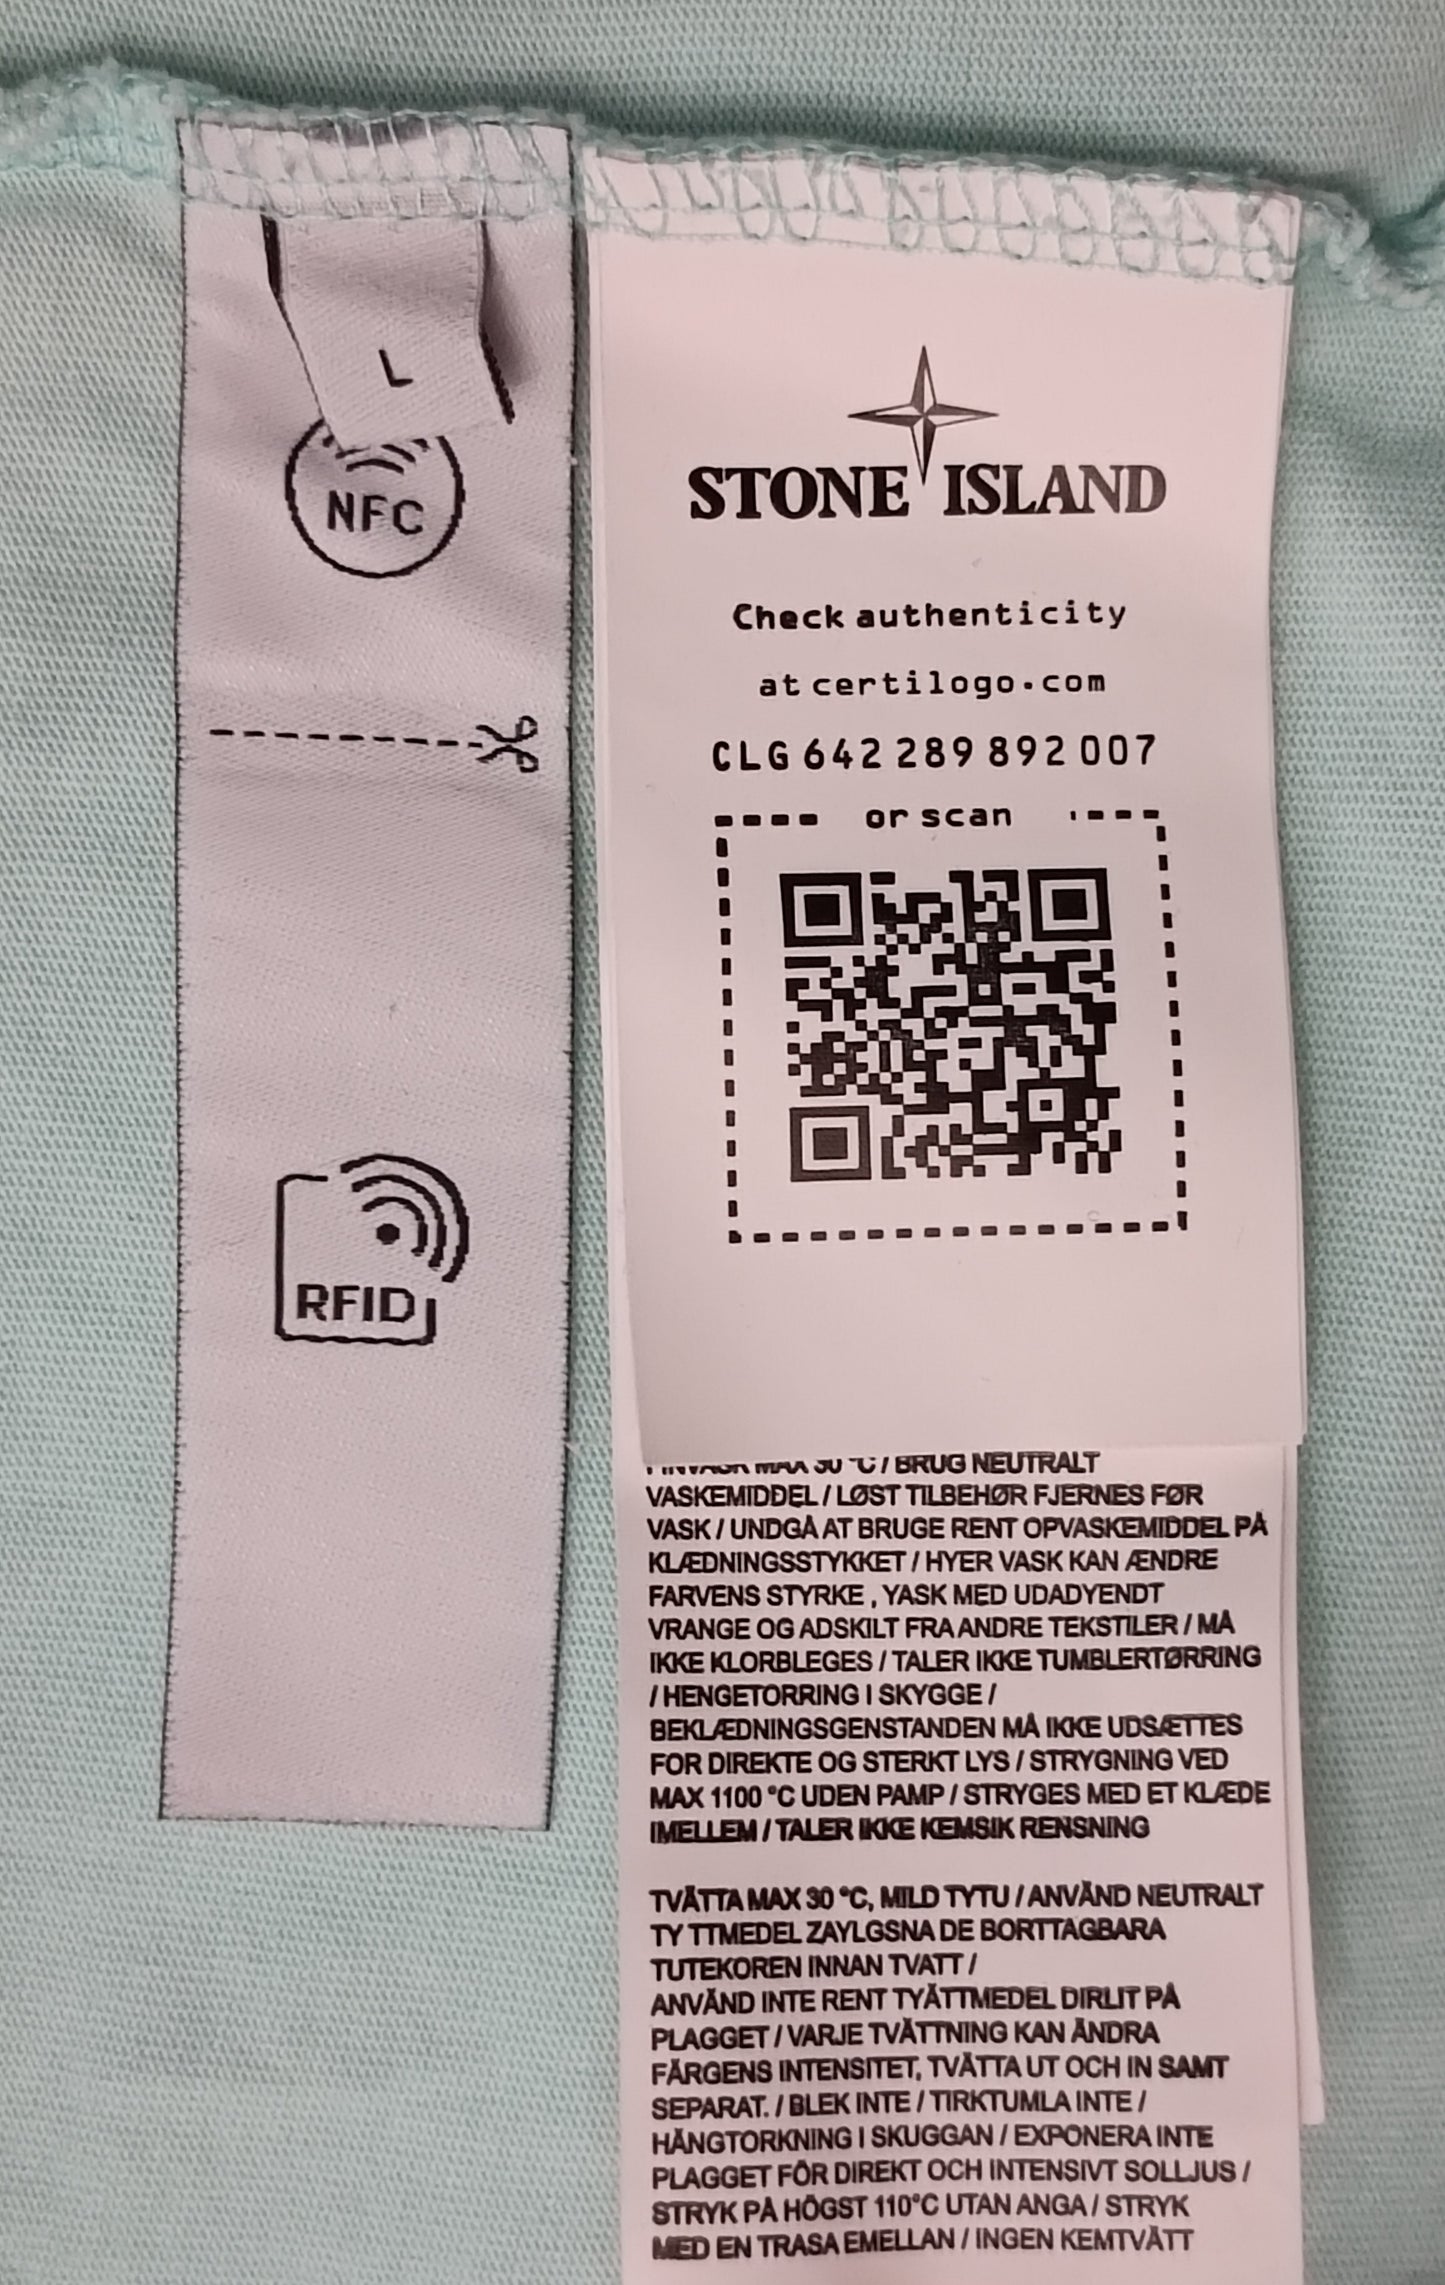 L
NFC
RFID
STONE ISLAND
Check authenticity
at certilogo.com
CLG 642 289 892 007
or scan
MAX 30 °C / BRUG NEUTRALT
VASKEMIDDEL / LØST TILBEHØR FJERNES FØR
VASK / UNDGÅ AT BRUGE RENT OPVASKEMIDDEL PÅ
KLÆDNINGSSTYKKET / HYER VASK KAN ÆNDRE
FARVENS STYRKE , YASK MED UDADYENDT
VRANGE OG ADSKILT FRA ANDRE TEKSTILER / MÅ
IKKE KLORBLEGES / TALER IKKE TUMBLERTØRRING
/ HENGETORRING I SKYGGE /
BEKLÆDNINGSGENSTANDEN MÅ IKKE UDSÆTTES
FOR DIREKTE OG STERKT LYS / STRYGNING VED
MAX 1100 °C UDEN PAMP / STRYGES MED ET KLÆDE
IMELLEM / TALER IKKE KEMSIK RENSNING
TVÄTTA MAX 30 °C, MILD TYTU / ANVÄND NEUTRALT
TY TTMEDEL ZAYLGSNA DE BORTTAGBARA
TUTEKOREN INNAN TVATT /
ANVÄND INTE RENT TYÄTTMEDEL DIRLIT PÅ
PLAGGET / VARJE TVÄTTNING KAN ÄNDRA
FÄRGENS INTENSITET, TVÄTTA UT OCH IN SAMT
SEPARAT. / BLEK INTE / TIRKTUMLA INTE /
HÄNGTORKNING I SKUGGAN / EXPONERA INTE
PLAGGET FÖR DIREKT OCH INTENSIVT SOLLJUS /
STRYK PÅ HÖGST 110°C UTAN ANGA / STRYK
MED EN TRASA EMELLAN / INGEN KEMTVÄTT